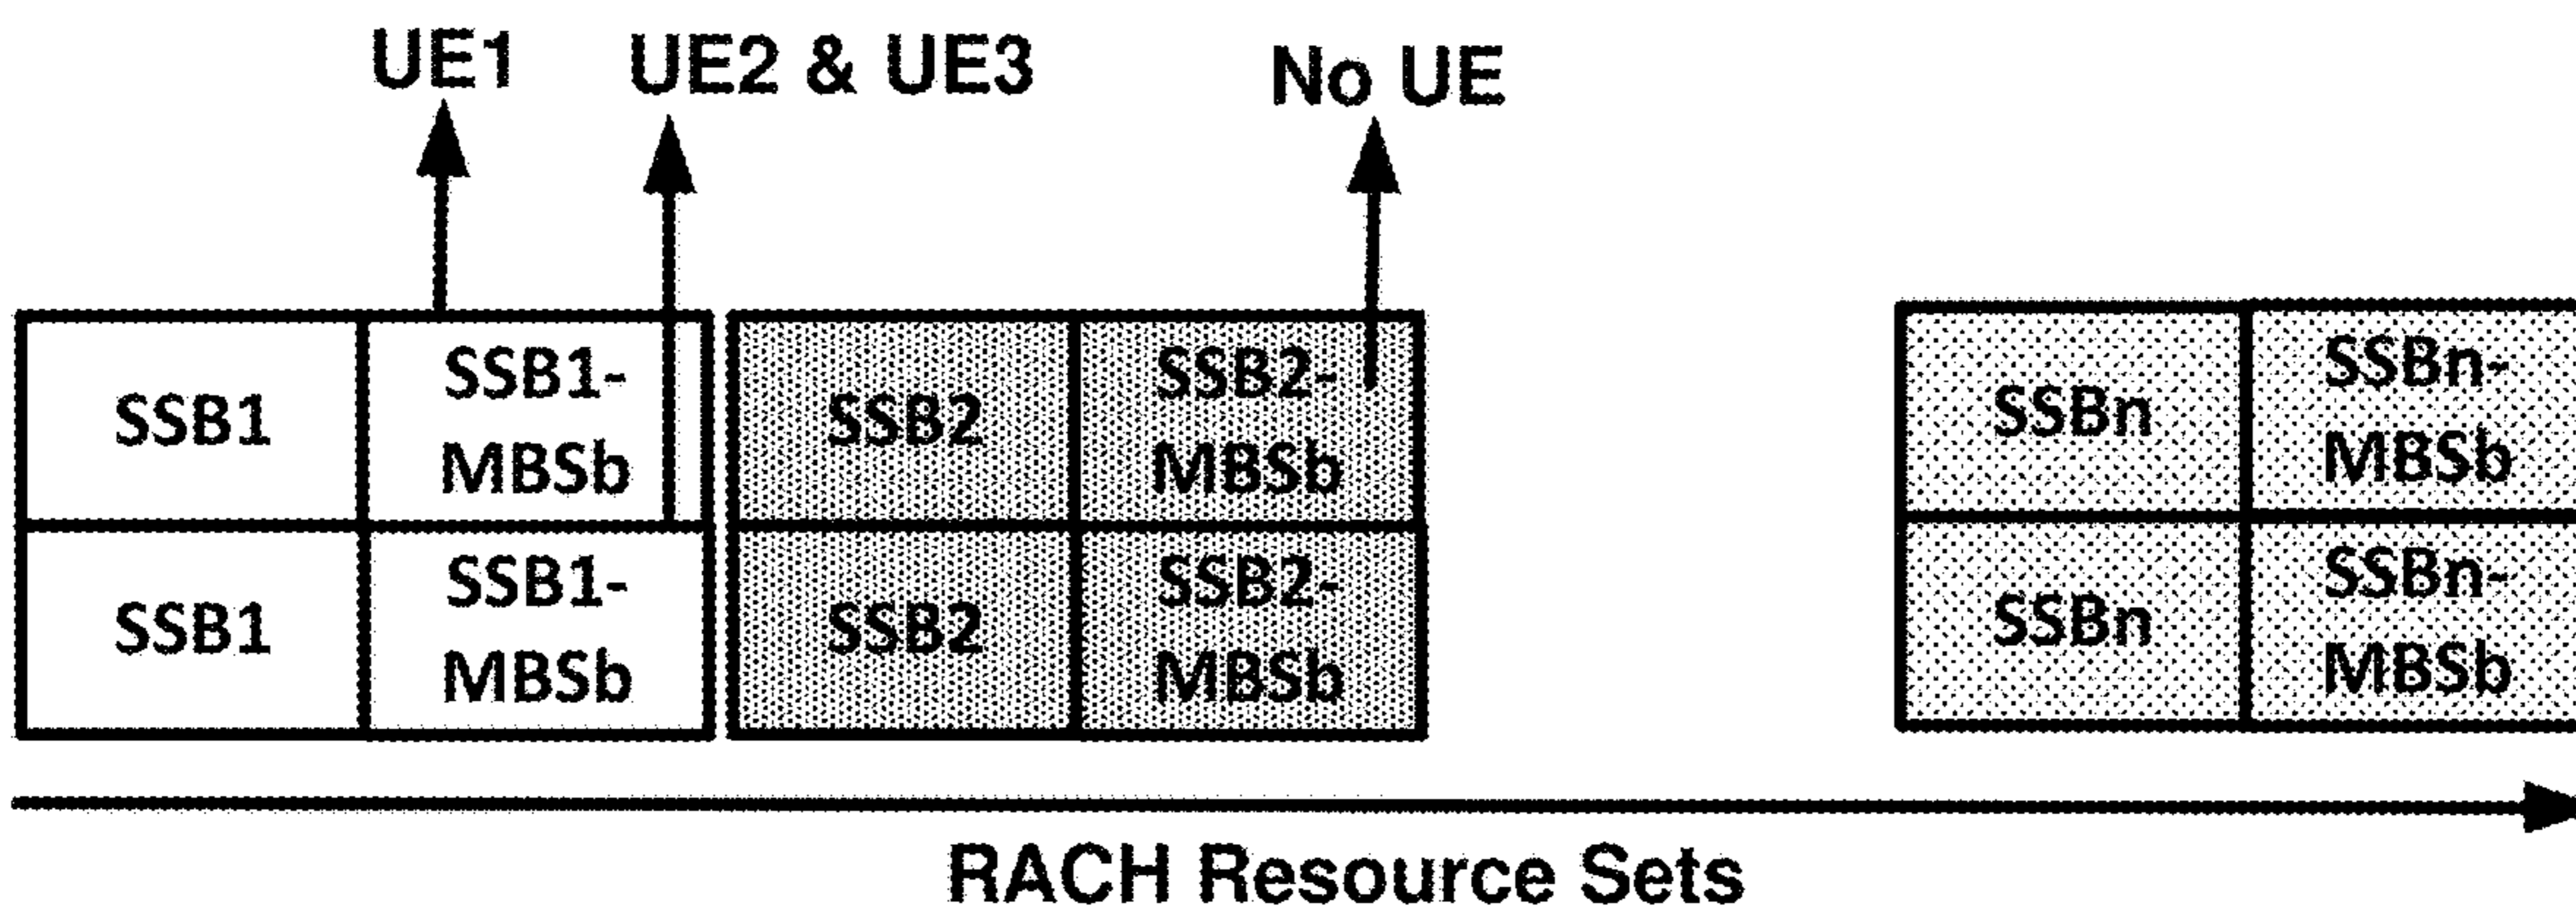 UE1
UE2 & UE3
No UE
SSB1
SSB1-
MBSb
SSB2
SSB2-
MBSb
SSBn
SSBn-
MBSb
SSB1
SSB1-
MBSb
SSB2
SSB2-
MBSb
SSBn
SSBn-
MBSb
RACH Resource Sets